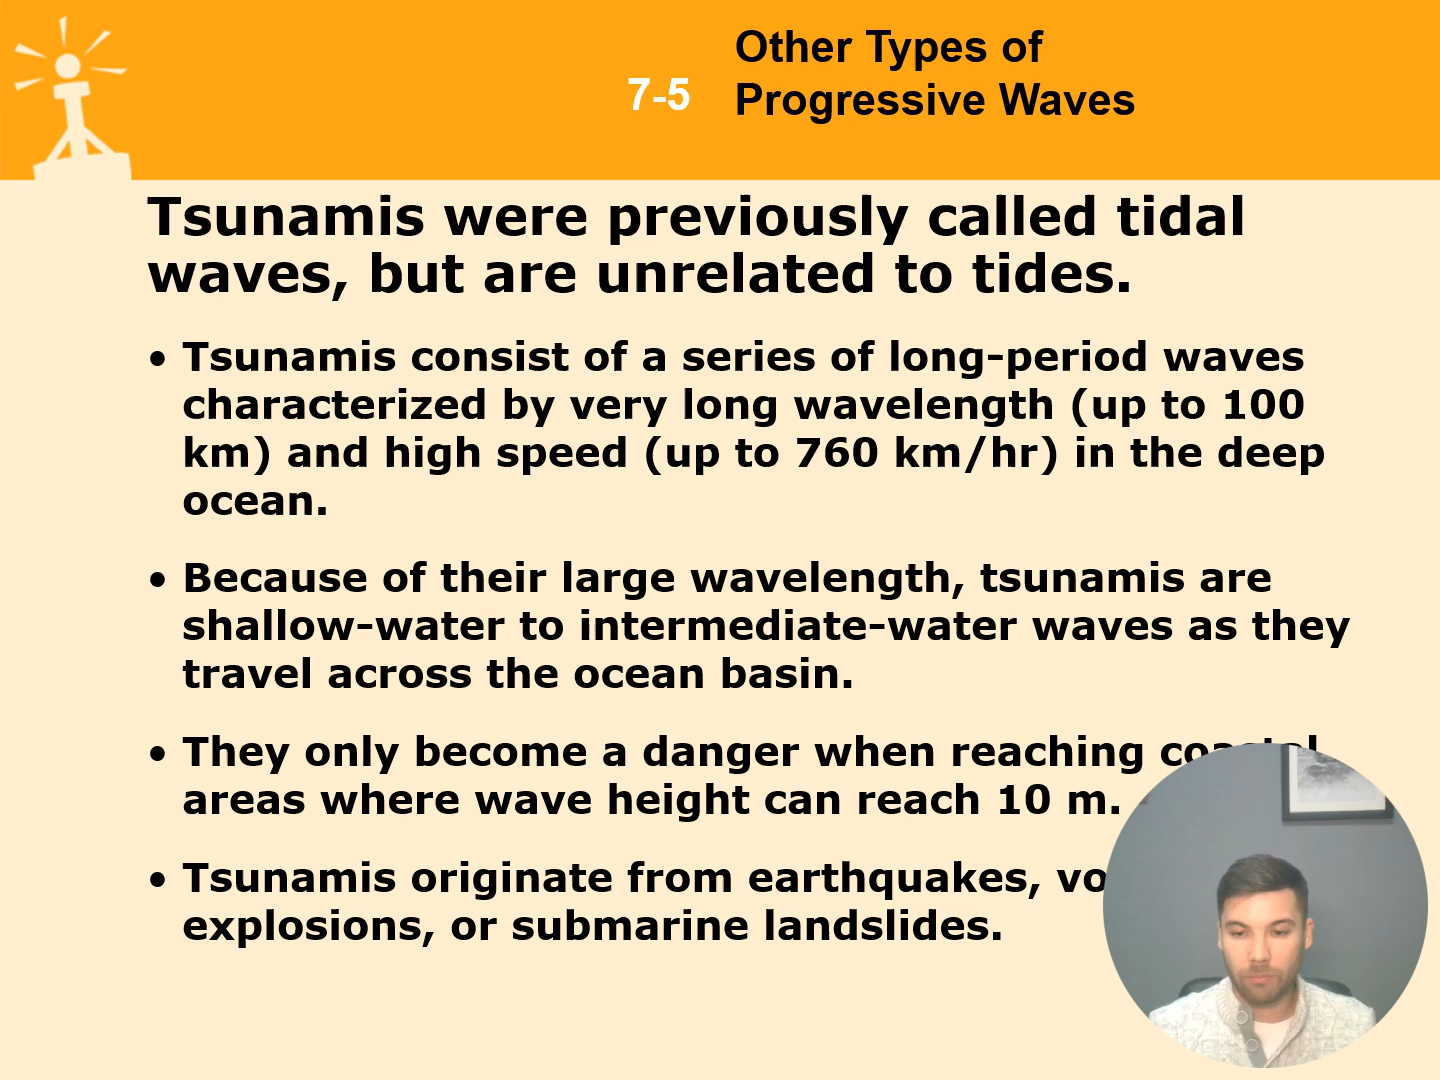 Other Types of
7-5 Progressive Waves
Tsunamis were previously called tidal
waves, but are unrelated to tides.
• Tsunamis consist of a series of long-period waves
characterized by very long wavelength (up to 100
km) and high speed (up to 760 km/hr) in the deep
ocean.
• Because of their large wavelength, tsunamis are
shallow-water to intermediate-water waves as they
travel across the ocean basin.
• They only become a danger when reaching coastal
areas where wave height can reach 10 m.
• Tsunamis originate from earthquakes,
explosions, or submarine landslides.